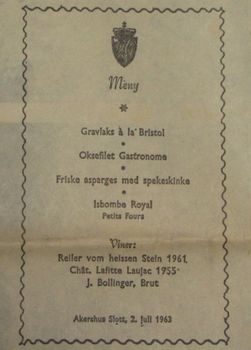 Meny
*
Gravlaks à la' Bristol
•
Oksefilet Gastronome
•
Friske asparges med spekeskinke
•
Isbombe Royal
Petits Fours
Viner:
Reiler vom heissen Stein 1961
Chât. Lafitte Laujac 1955
J. Bollinger, Brut
Akershus Slott, 2. juli 1963